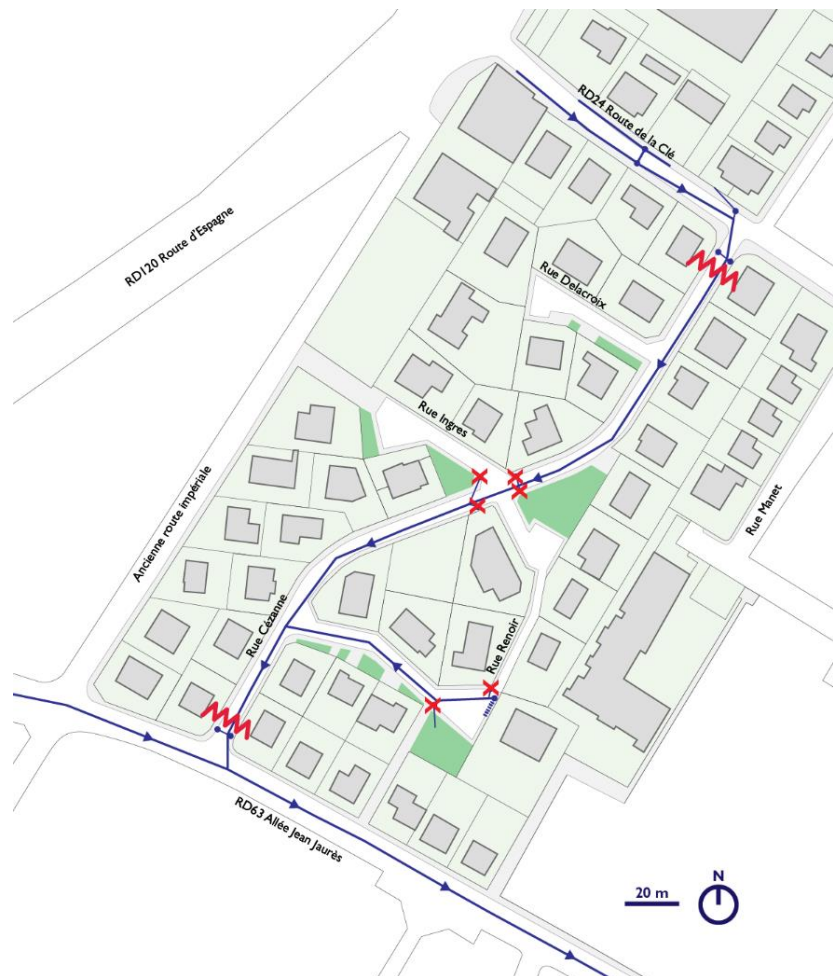 RD24 Route de la Clé
RD120 Route d'Espagne
Rue Delacroix
Rue Ingres
Ancienne route impériale
Rue Manet
Rue Cézanne
Rue Renoir
RD63 Allée Jean Jaurès
20 m
N